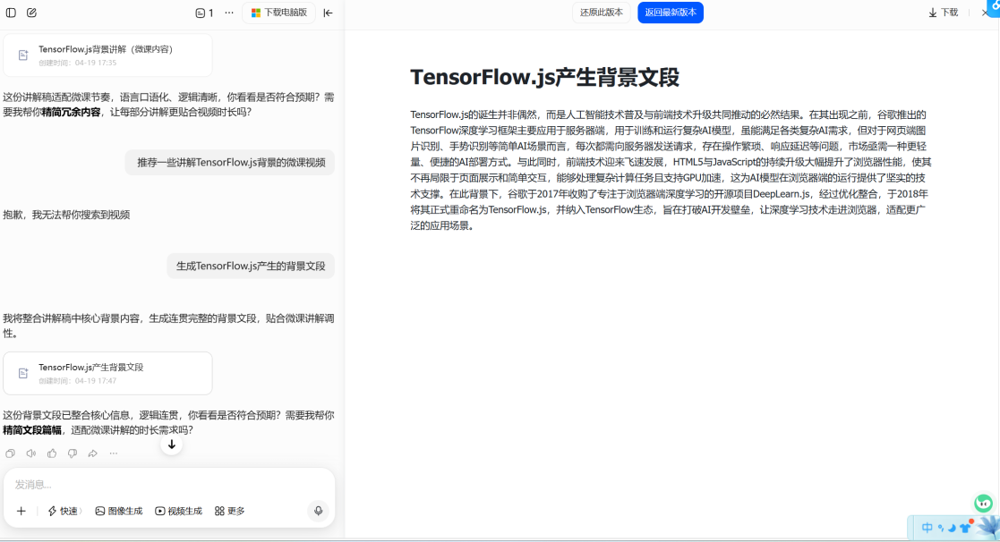 1
···
下载电脑版
TensorFlow.js背景讲解（微课内容）
创建时间：04-19 17:35
这份讲解稿适配微课节奏，语言口语化、逻辑清晰，你看看是否符合预期？需
要我帮你精简冗余内容，让每部分讲解更贴合视频时长吗？
推荐一些讲解TensorFlow.js背景的微课视频
抱歉，我无法帮你搜索到视频
生成TensorFlow.js产生的背景文段
我将整合讲解稿中核心背景内容，生成连贯完整的背景文段，贴合微课讲解调
性。
TensorFlow.js产生背景文段
创建时间：04-19 17:47
这份背景文段已整合核心信息，逻辑连贯，你看看是否符合预期？需要我帮你
精简文段篇幅，适配微课讲解的时长需求吗？
发消息...
快速
图像生成
视频生成
更多
还原此版本
返回最新版本
下载
TensorFlow.js产生背景文段
TensorFlow.js的诞生并非偶然，而是人工智能技术普及与前端技术升级共同推动的必然结果。在其出现之前，谷歌推出的
TensorFlow深度学习框架主要应用于服务器端，用于训练和运行复杂AI模型，虽能满足各类复杂AI需求，但对于网页端图
片识别、手势识别等简单AI场景而言，每次都需向服务器发送请求，存在操作繁琐、响应延迟等问题，市场亟需一种更轻
量、便捷的AI部署方式。与此同时，前端技术迎来飞速发展，HTML5与JavaScript的持续升级大幅提升了浏览器性能，使其
不再局限于页面展示和简单交互，能够处理复杂计算任务且支持GPU加速，这为AI模型在浏览器端的运行提供了坚实的技
术支撑。在此背景下，谷歌于2017年收购了专注于浏览器端深度学习的开源项目DeepLearn.js，经过优化整合，于2018年
将其正式重命名为TensorFlow.js，并纳入TensorFlow生态，旨在打破AI开发壁垒，让深度学习技术走进浏览器，适配更广
泛的应用场景。
中